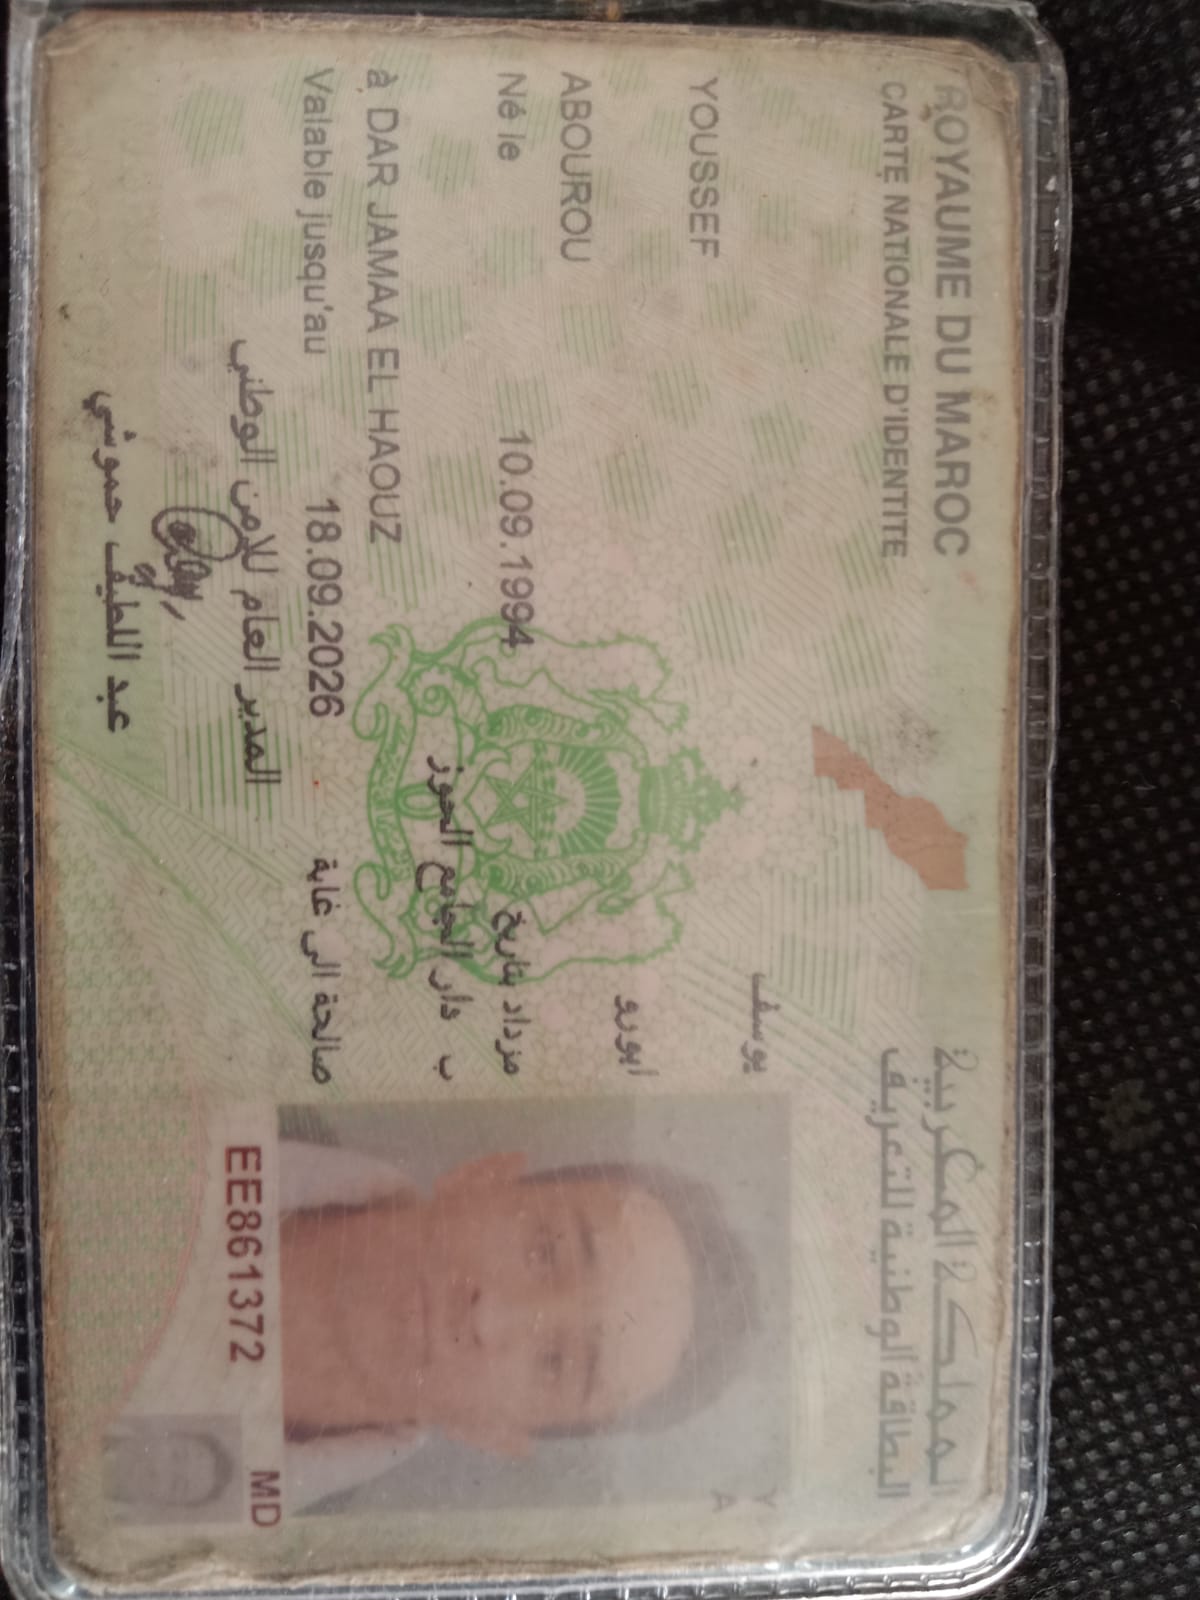 ROYAUME DU MAROC
المملكة المغربية
CARTE NATIONALE D'IDENTITE
البطاقة الوطنية للتعريف
YOUSSEF
يوسف
ABOUROU
ابورو
Né le 10.09.1994 مزداد بتاريخ
ب دار الجامع الحوز
à DAR JAMAA EL HAOUZ
Valable jusqu'au 18.09.2026 صالحة الى غاية
المدير العام للامن الوطني
عبد اللطيف حموشي
Y
A
EE861372
MD